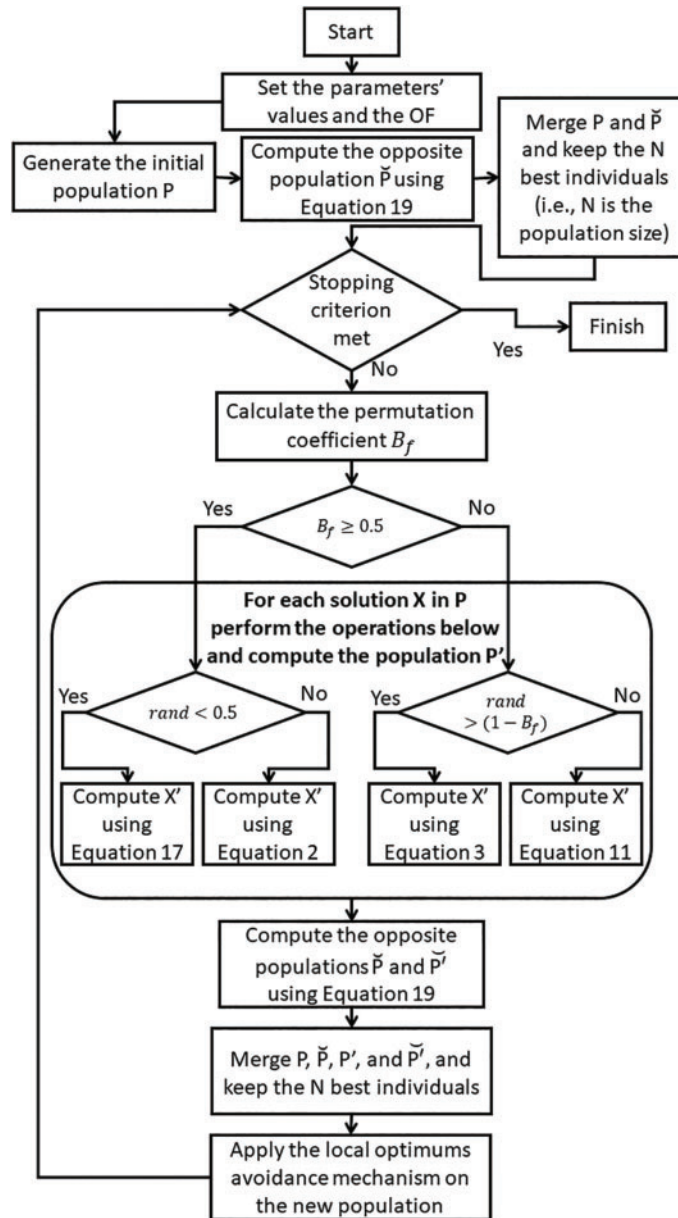 Start
Set the parameters'
values and the OF
Generate the initial
population P
Compute the opposite
population P̆ using
Equation 19
Merge P and P̆
and keep the N
best individuals
(i.e., N is the
population size)
Stopping
criterion
met
Yes
Finish
No
Calculate the permutation
coefficient B_f
Yes
B_f ≥ 0.5
No
For each solution X in P
perform the operations below
and compute the population P'
Yes
rand < 0.5
No
Yes
rand
> (1 − B_f)
No
Compute X'
using
Equation 17
Compute X'
using
Equation 2
Compute X'
using
Equation 3
Compute X'
using
Equation 11
Compute the opposite
populations P̆ and P̆'
using Equation 19
Merge P, P̆, P', and P̆', and
keep the N best individuals
Apply the local optimums
avoidance mechanism on
the new population